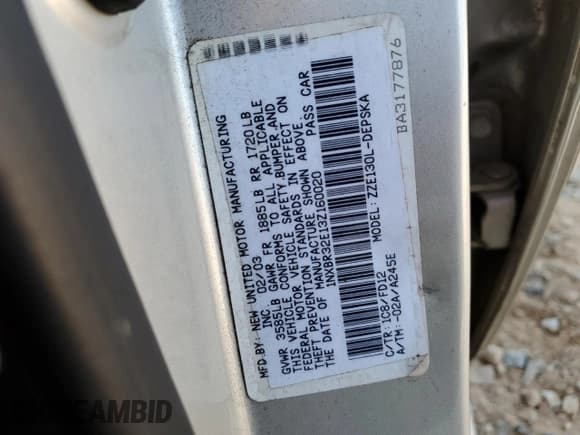 MFD.BY: NEW UNITED MOTOR MANUFACTURING
02/03 INC.
GVWR 3585LB GAWR FR 1885LB RR 1720LB
THIS VEHICLE CONFORMS TO ALL APPLICABLE
FEDERAL MOTOR VEHICLE SAFETY,BUMPER,AND
THEFT PREVENTION STANDARDS IN EFFECT ON
THE DATE OF MANUFACTURE SHOWN ABOVE.
1NXBR32E13Z160020 PASS CAR
MODEL: ZZE130L-DEPSKA
C/TR: 1C8/FD12
A/TM: -02A/A245E
BA3177876